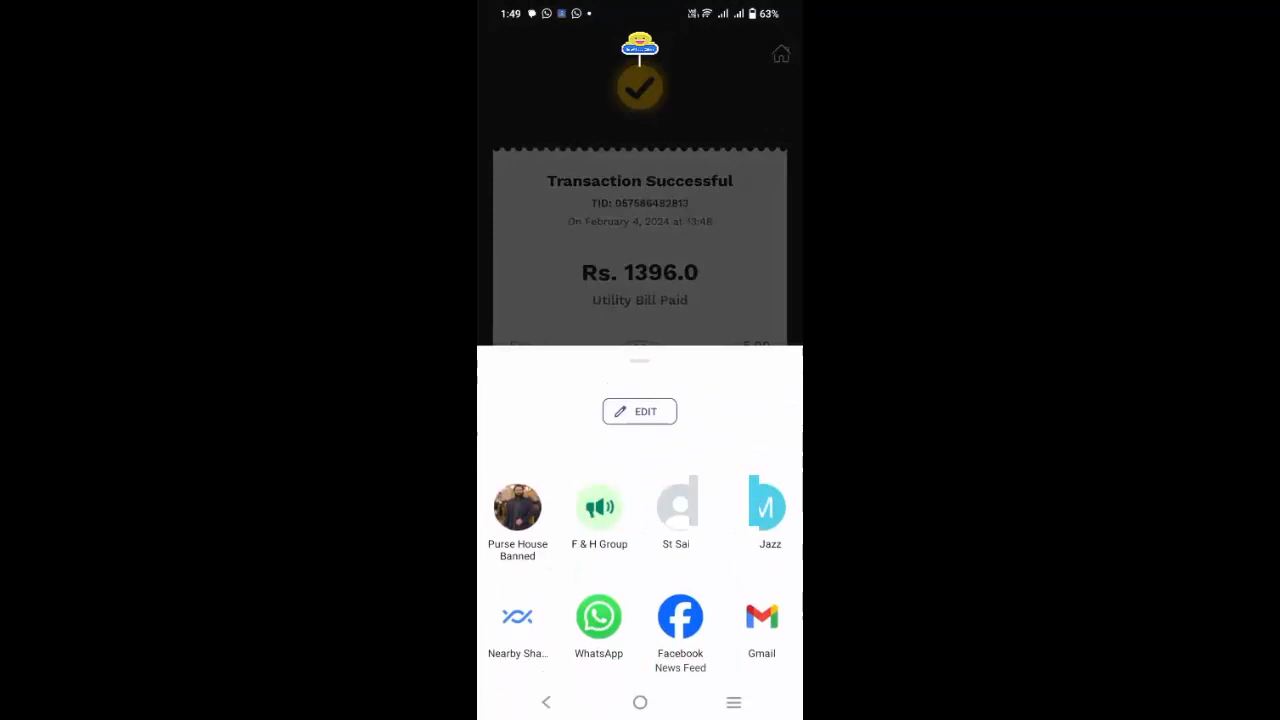 1:49
63%
Transaction Successful
TID: 057586482813
On February 4, 2024 at 13:48
Rs. 1396.0
Utility Bill Paid
EDIT
Purse House Banned
F & H Group
St Sai
Jazz
Nearby Sha...
WhatsApp
Facebook
News Feed
Gmail